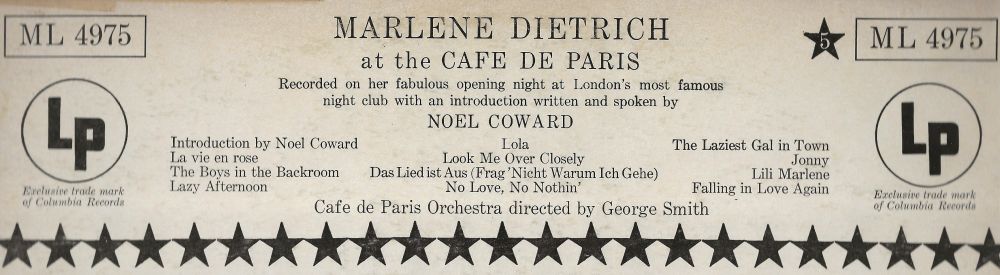 ML 4975
MARLENE DIETRICH
5
ML 4975
at the CAFE DE PARIS
Recorded on her fabulous opening night at London's most famous
night club with an introduction written and spoken by
NOEL COWARD
LP
Exclusive trade mark
of Columbia Records
Introduction by Noel Coward
La vie en rose
The Boys in the Backroom
Lazy Afternoon
Lola
Look Me Over Closely
Das Lied ist Aus (Frag 'Nicht Warum Ich Gehe)
No Love, No Nothin'
The Laziest Gal in Town
Jonny
Lili Marlene
Falling in Love Again
LP
Exclusive trade mark
of Columbia Records
Cafe de Paris Orchestra directed by George Smith